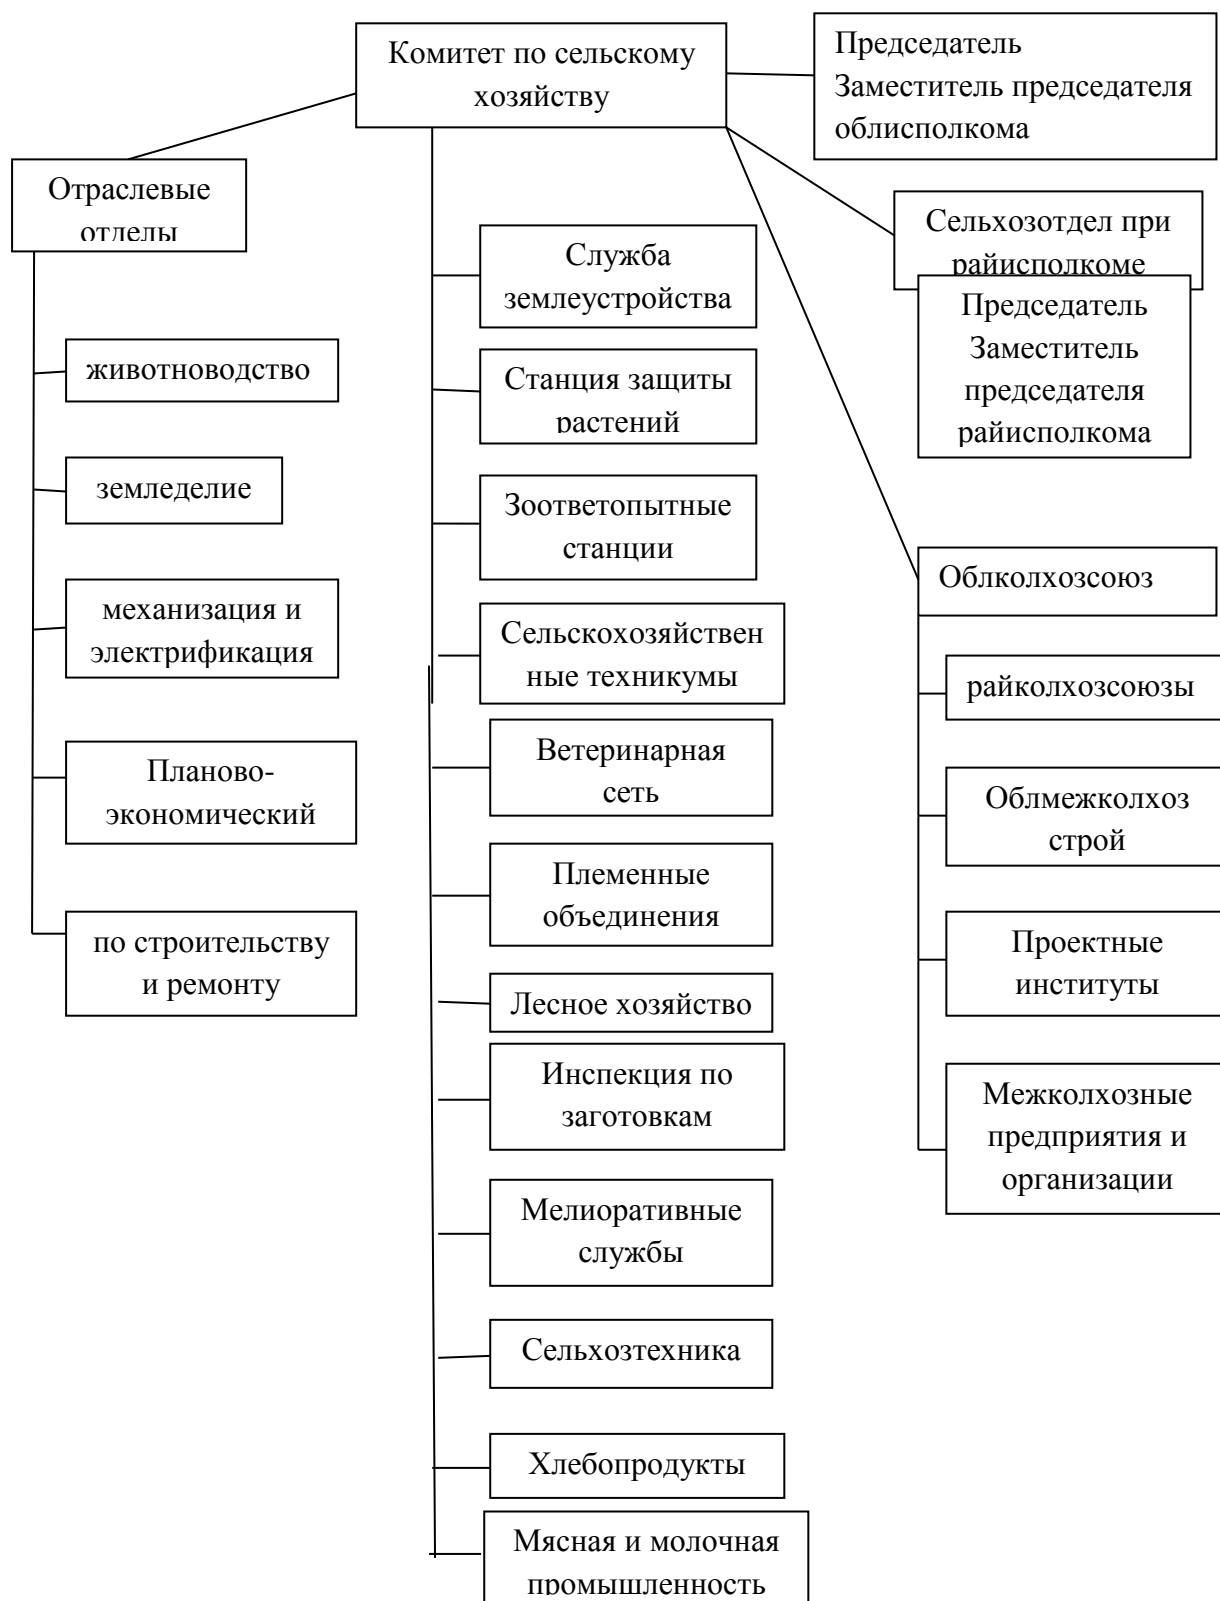 Комитет по сельскому
хозяйству
Председатель
Заместитель председателя
облисполкома
Отраслевые
отделы
животноводство
земледелие
механизация и
электрификация
Планово-
экономический
по строительству
и ремонту
Служба
землеустройства
Станция защиты
растений
Зоответопытные
станции
Сельскохозяйствен
ные техникумы
Ветеринарная
сеть
Племенные
объединения
Лесное хозяйство
Инспекция по
заготовкам
Мелиоративные
службы
Сельхозтехника
Хлебопродукты
Мясная и молочная
промышленность
Сельхозотдел при
райисполкоме
Председатель
Заместитель
председателя
райисполкома
Облколхозсоюз
райколхозсоюзы
Облмежколхоз
строй
Проектные
институты
Межколхозные
предприятия и
организации